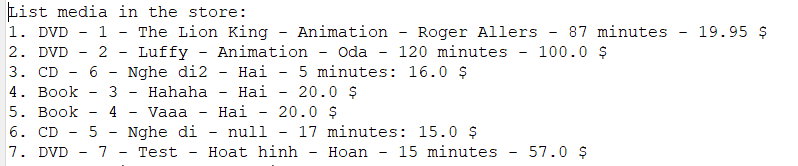 List media in the store:
1. DVD - 1 - The Lion King - Animation - Roger Allers - 87 minutes - 19.95 $
2. DVD - 2 - Luffy - Animation - Oda - 120 minutes - 100.0 $
3. CD - 6 - Nghe di2 - Hai - 5 minutes: 16.0 $
4. Book - 3 - Hahaha - Hai - 20.0 $
5. Book - 4 - Vaaa - Hai - 20.0 $
6. CD - 5 - Nghe di - null - 17 minutes: 15.0 $
7. DVD - 7 - Test - Hoat hinh - Hoan - 15 minutes - 57.0 $